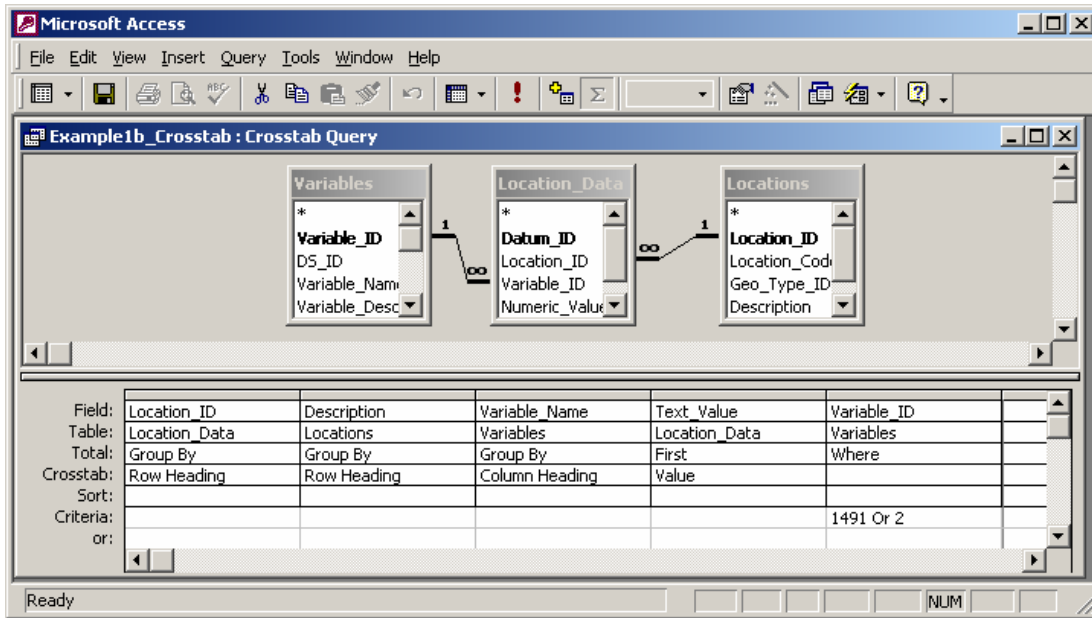 Microsoft Access
File Edit View Insert Query Tools Window Help
ABC
Σ
Example1b_Crosstab : Crosstab Query
Variables
*
Variable_ID
DS_ID
Variable_Nam
Variable_Desc
1
∞
Location_Data
*
Datum_ID
Location_ID
Variable_ID
Numeric_Value
∞
1
Locations
*
Location_ID
Location_Code
Geo_Type_ID
Description
Field: Location_ID Description Variable_Name Text_Value Variable_ID
Table: Location_Data Locations Variables Location_Data Variables
Total: Group By Group By Group By First Where
Crosstab: Row Heading Row Heading Column Heading Value
Sort:
Criteria: 1491 Or 2
or:
Ready NUM